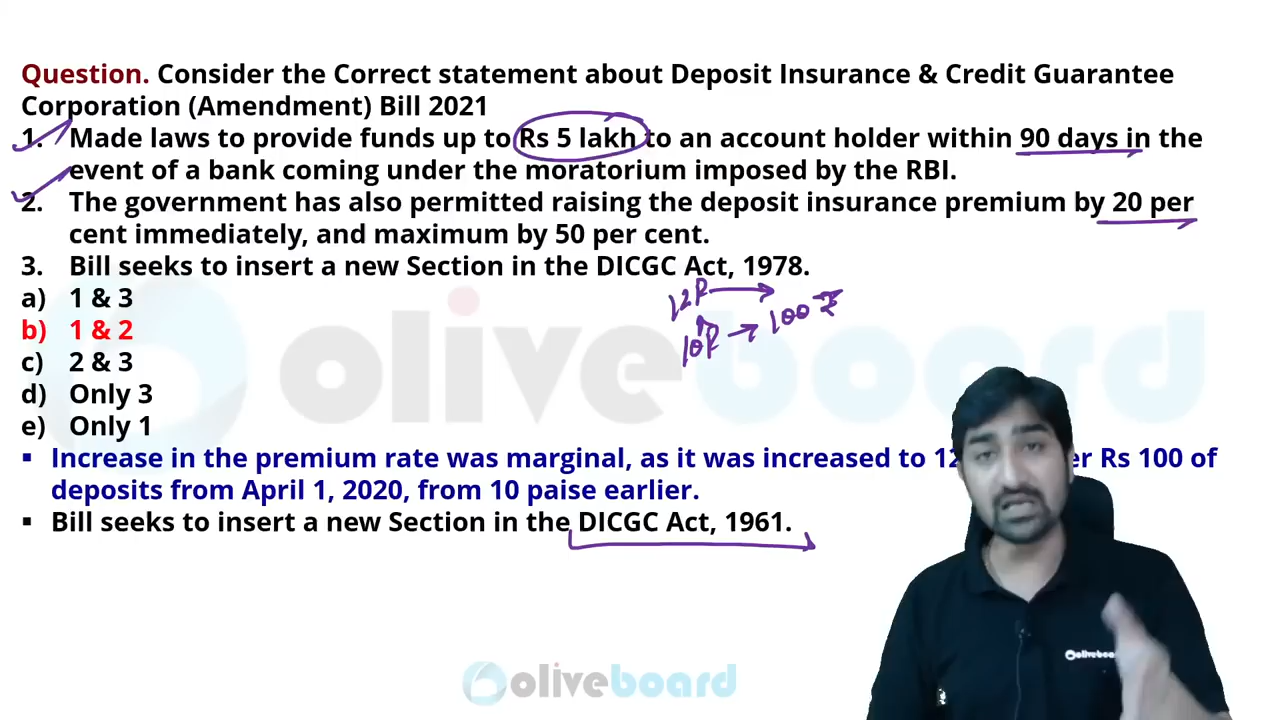 Question. Consider the Correct statement about Deposit Insurance & Credit Guarantee
Corporation (Amendment) Bill 2021
1. Made laws to provide funds up to Rs 5 lakh to an account holder within 90 days in the
event of a bank coming under the moratorium imposed by the RBI.
2. The government has also permitted raising the deposit insurance premium by 20 per
cent immediately, and maximum by 50 per cent.
3. Bill seeks to insert a new Section in the DICGC Act, 1978.
12P
100 ₹
10P
a) 1 & 3
b) 1 & 2
c) 2 & 3
d) Only 3
e) Only 1
oliveboard
▪ Increase in the premium rate was marginal, as it was increased to 12 er Rs 100 of
deposits from April 1, 2020, from 10 paise earlier.
▪ Bill seeks to insert a new Section in the DICGC Act, 1961.
oliveboard
oliveboa